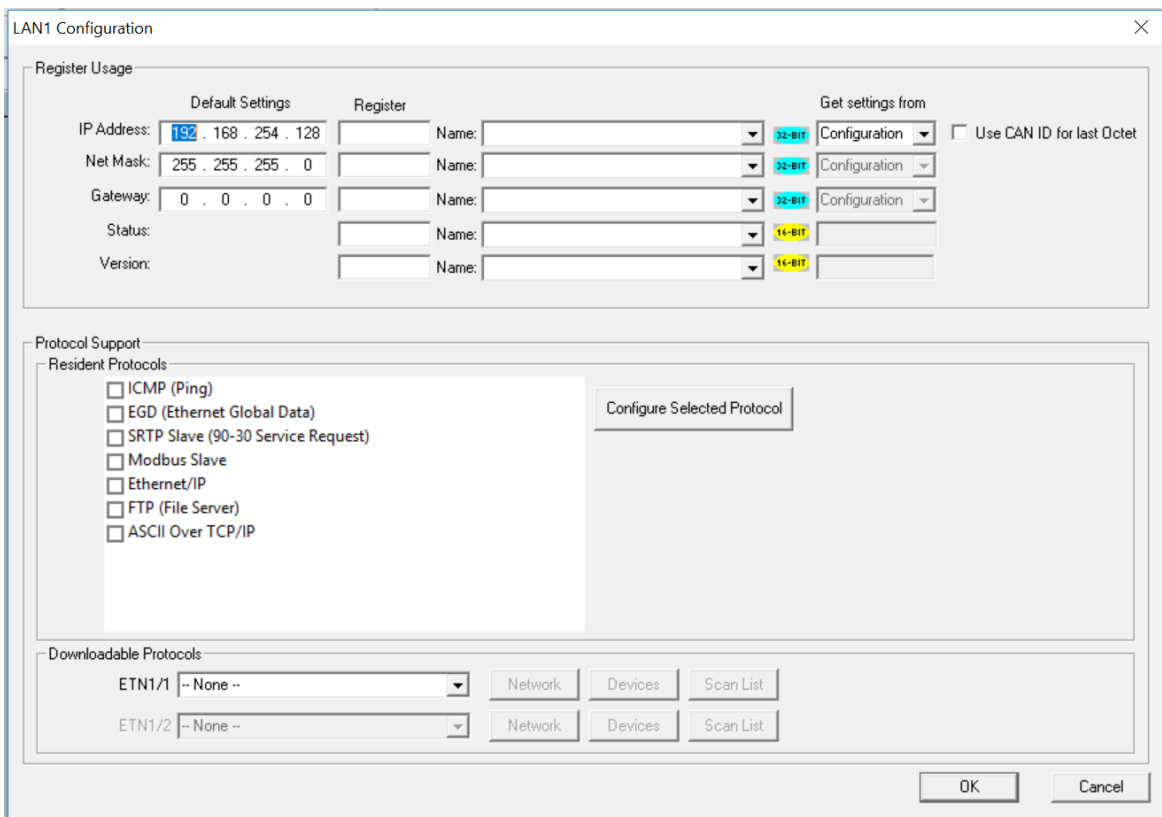 LAN1 Configuration
Register Usage
Default Settings Register Get settings from
IP Address: 192 . 168 . 254 . 128 Name: 32-BIT Configuration Use CAN ID for last Octet
Net Mask: 255 . 255 . 255 . 0 Name: 32-BIT Configuration
Gateway: 0 . 0 . 0 . 0 Name: 32-BIT Configuration
Status: Name: 16-BIT
Version: Name: 16-BIT
Protocol Support
Resident Protocols
ICMP (Ping)
Configure Selected Protocol
EGD (Ethernet Global Data)
SRTP Slave (90-30 Service Request)
Modbus Slave
Ethernet/IP
FTP (File Server)
ASCII Over TCP/IP
Downloadable Protocols
ETN1/1 -- None -- Network Devices Scan List
ETN1/2 -- None -- Network Devices Scan List
OK Cancel